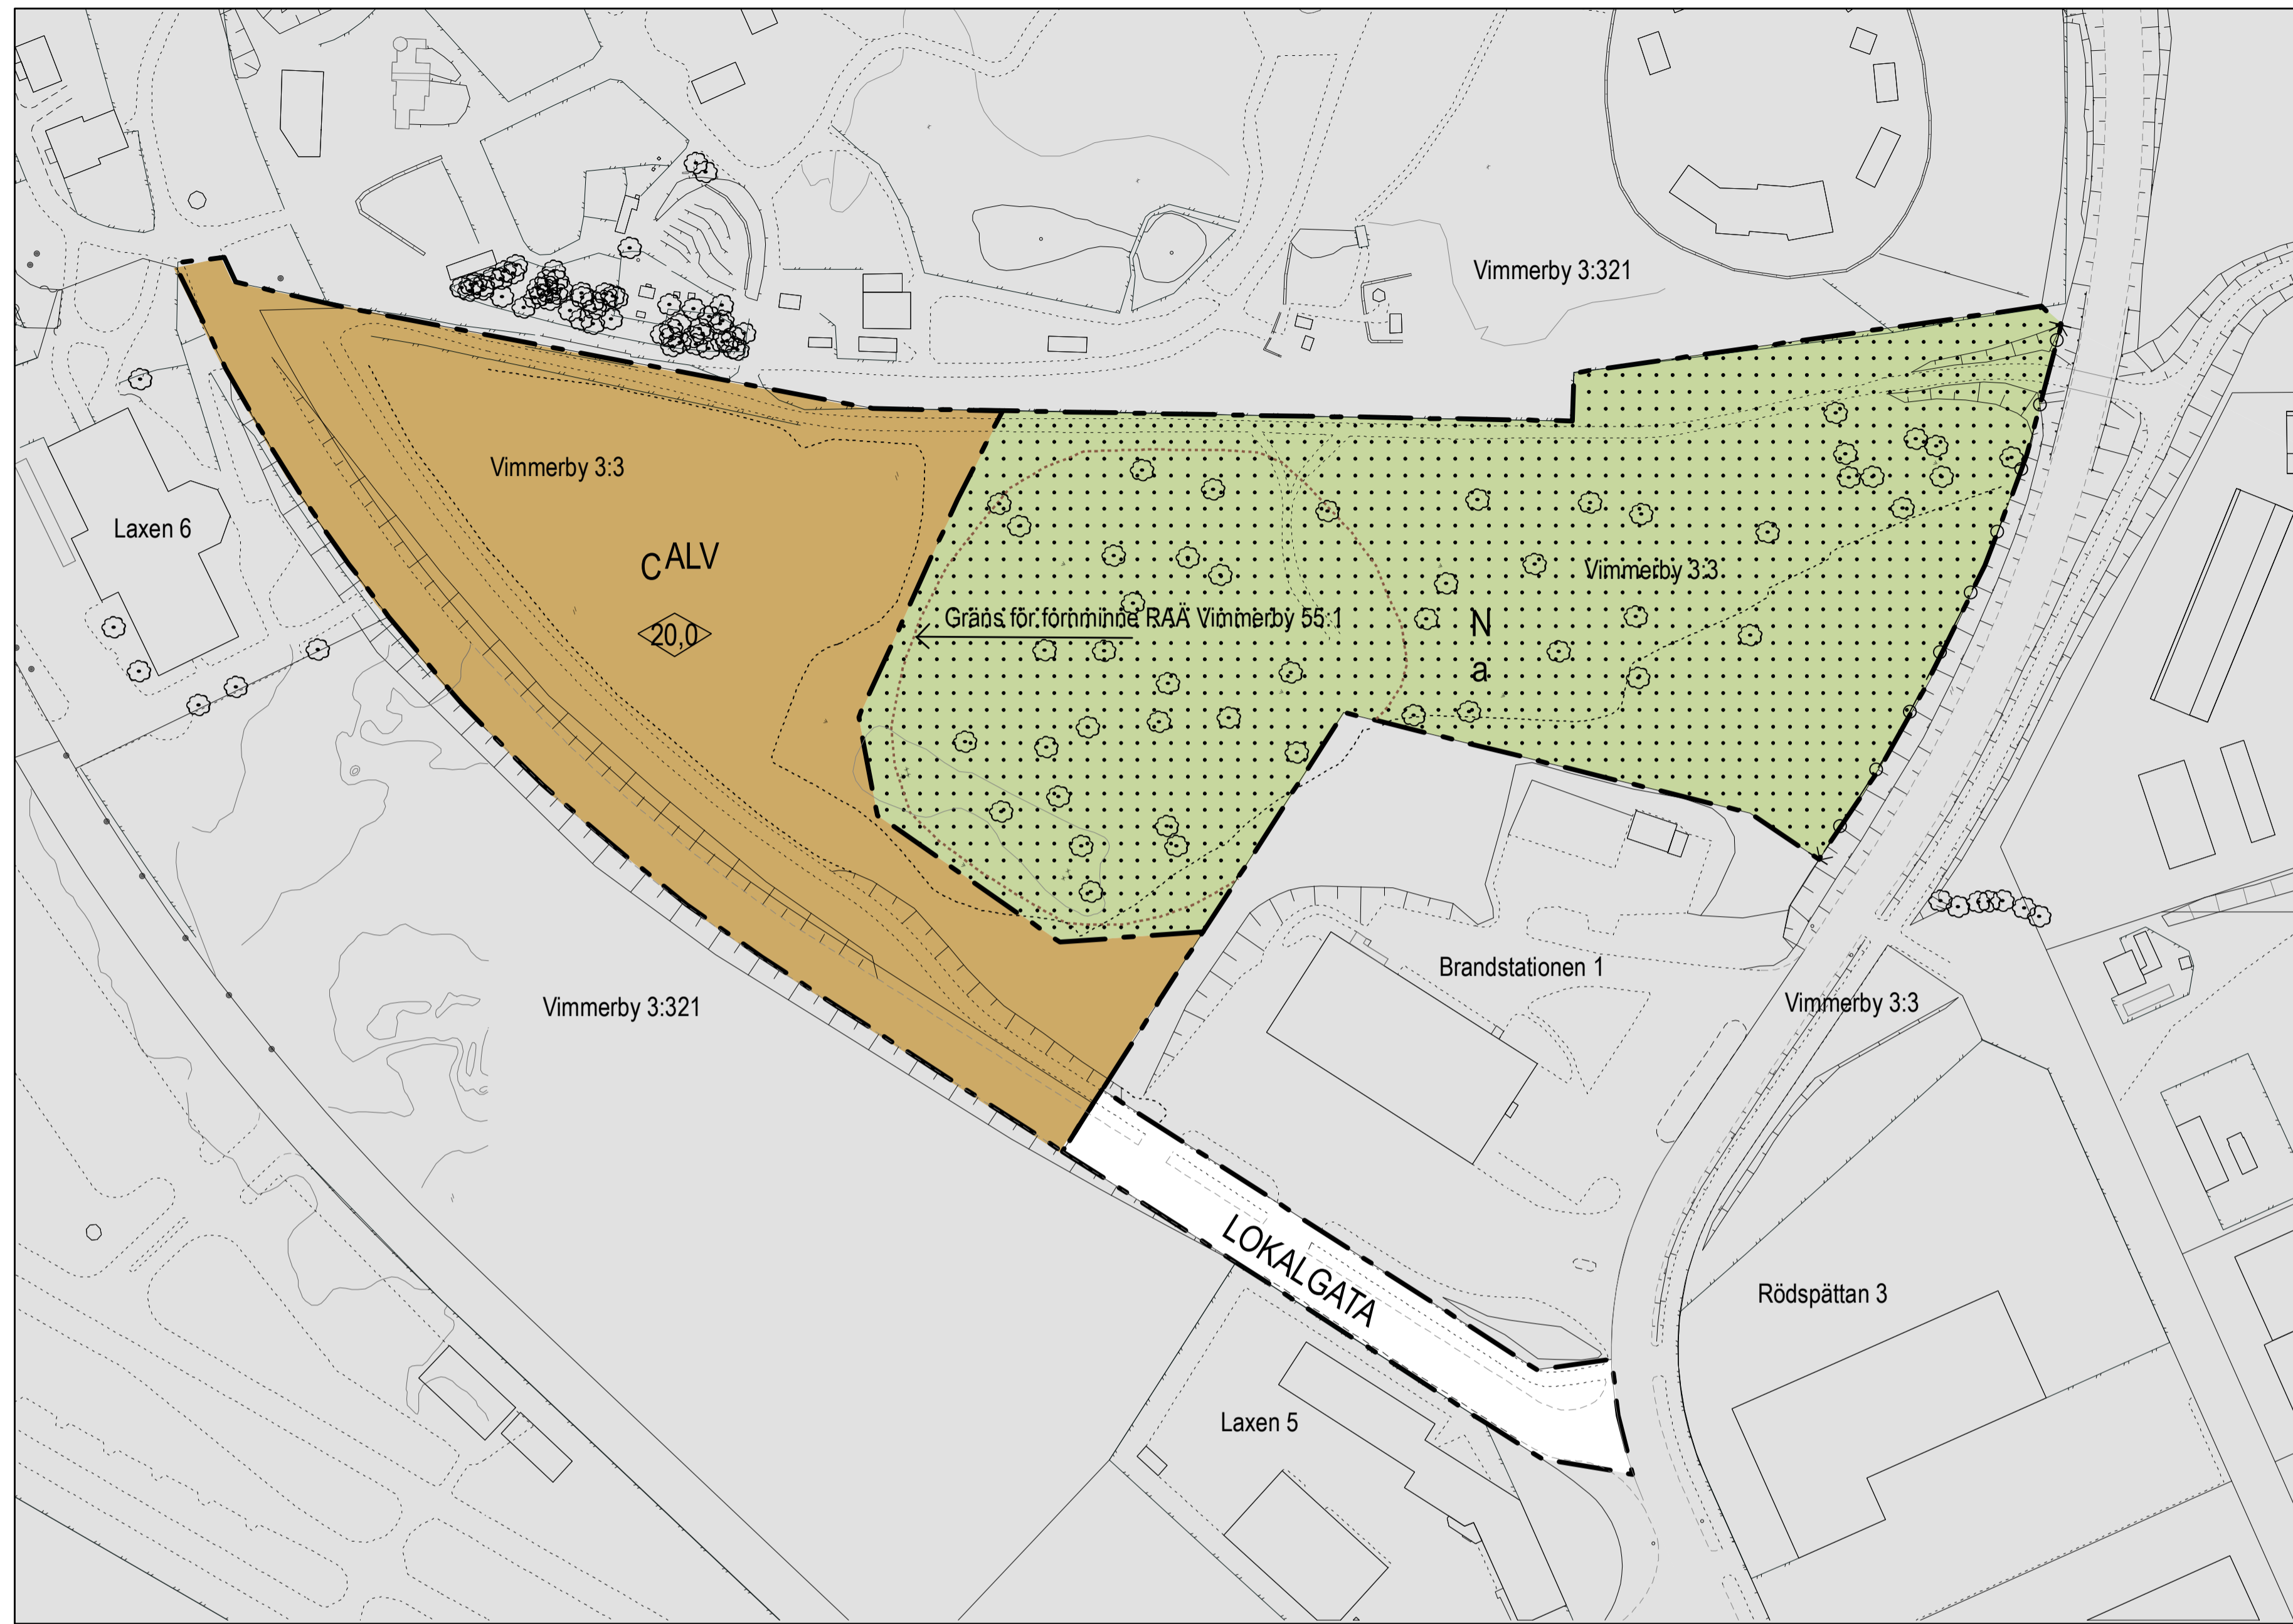 Vimmerby 3:321
Vimmerby 3:3
Laxen 6
C ALV
Vimmerby 3:3
Gräns för fornminne RAÄ Vimmerby 55:1
N
20,0
a
Brandstationen 1
Vimmerby 3:321
Vimmerby 3:3
LOKALGATA
Rödspättan 3
Laxen 5